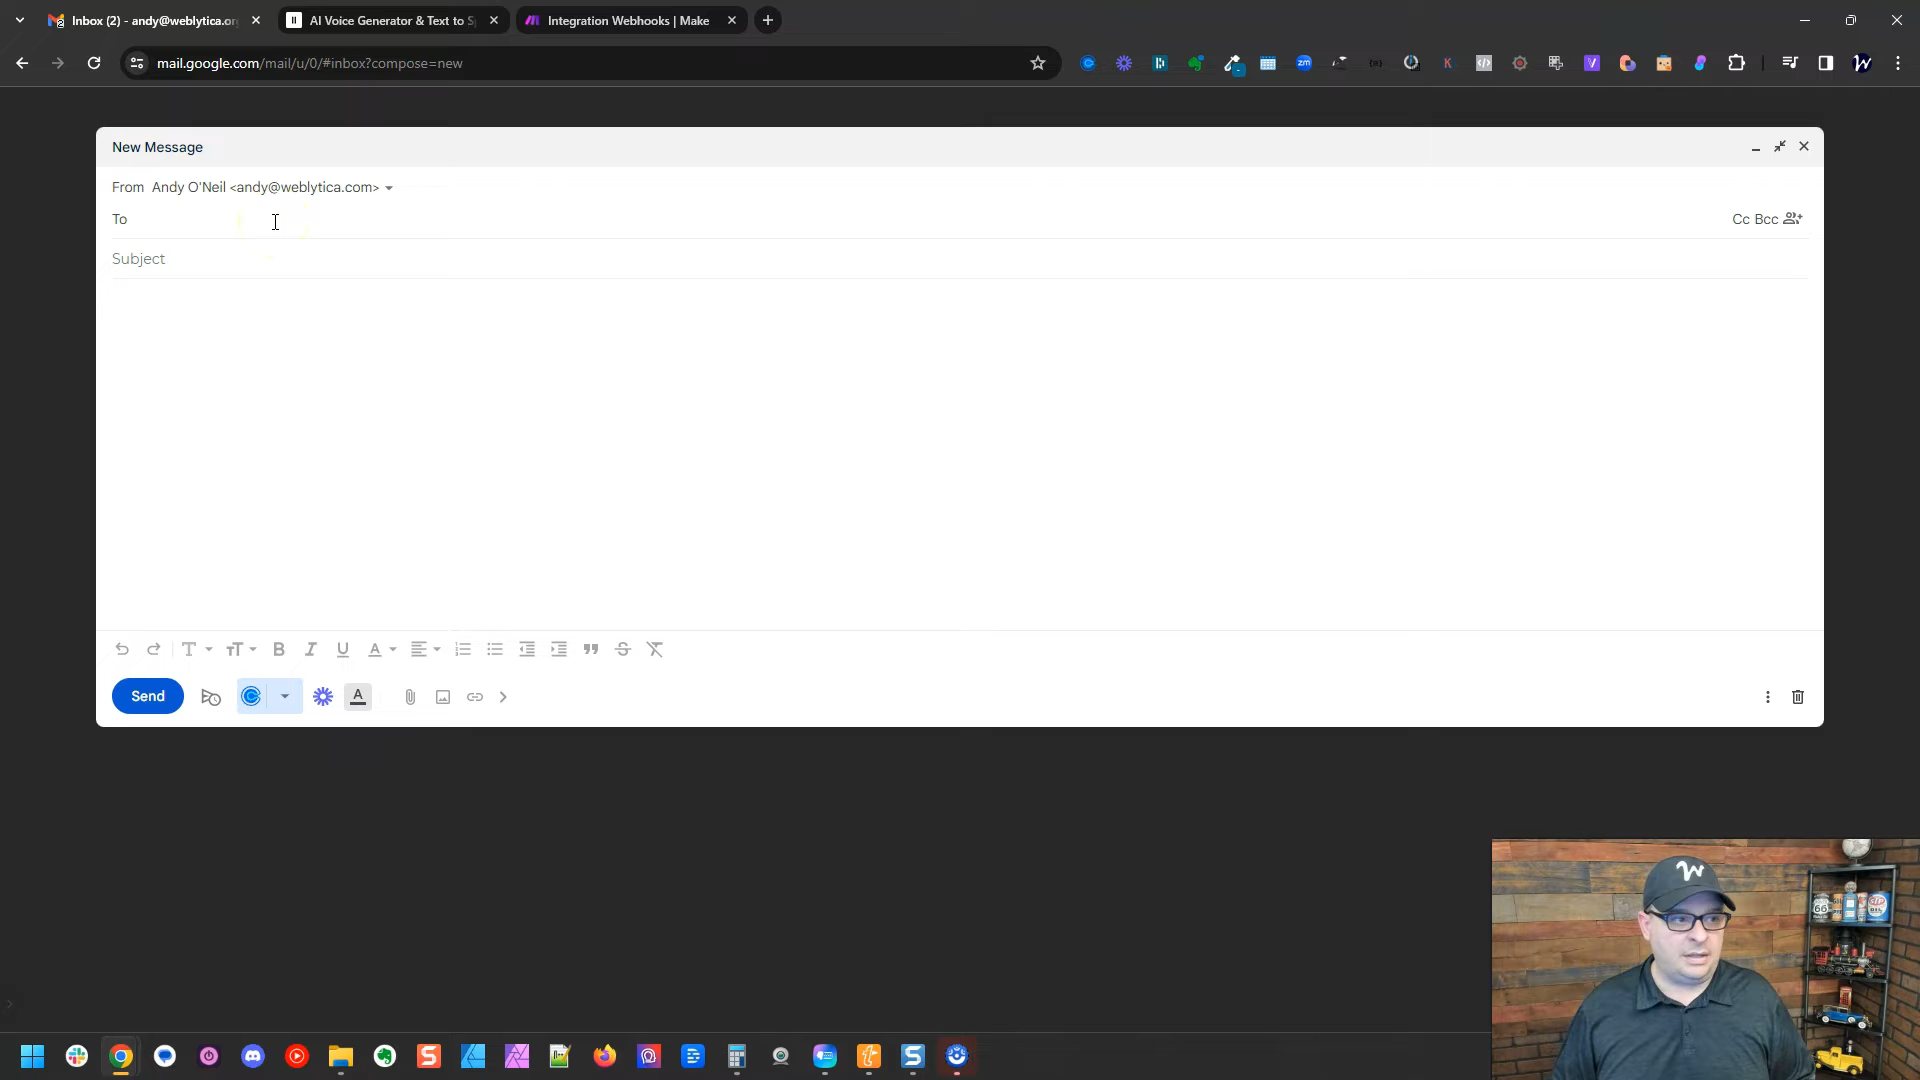 Inbox (2) - andy@weblytica.or
AI Voice Generator & Text to S
Integration Webhooks | Make
mail.google.com/mail/u/0/#inbox?compose=new
New Message
From Andy O'Neil <andy@weblytica.com>
To
Cc Bcc
Subject
Send